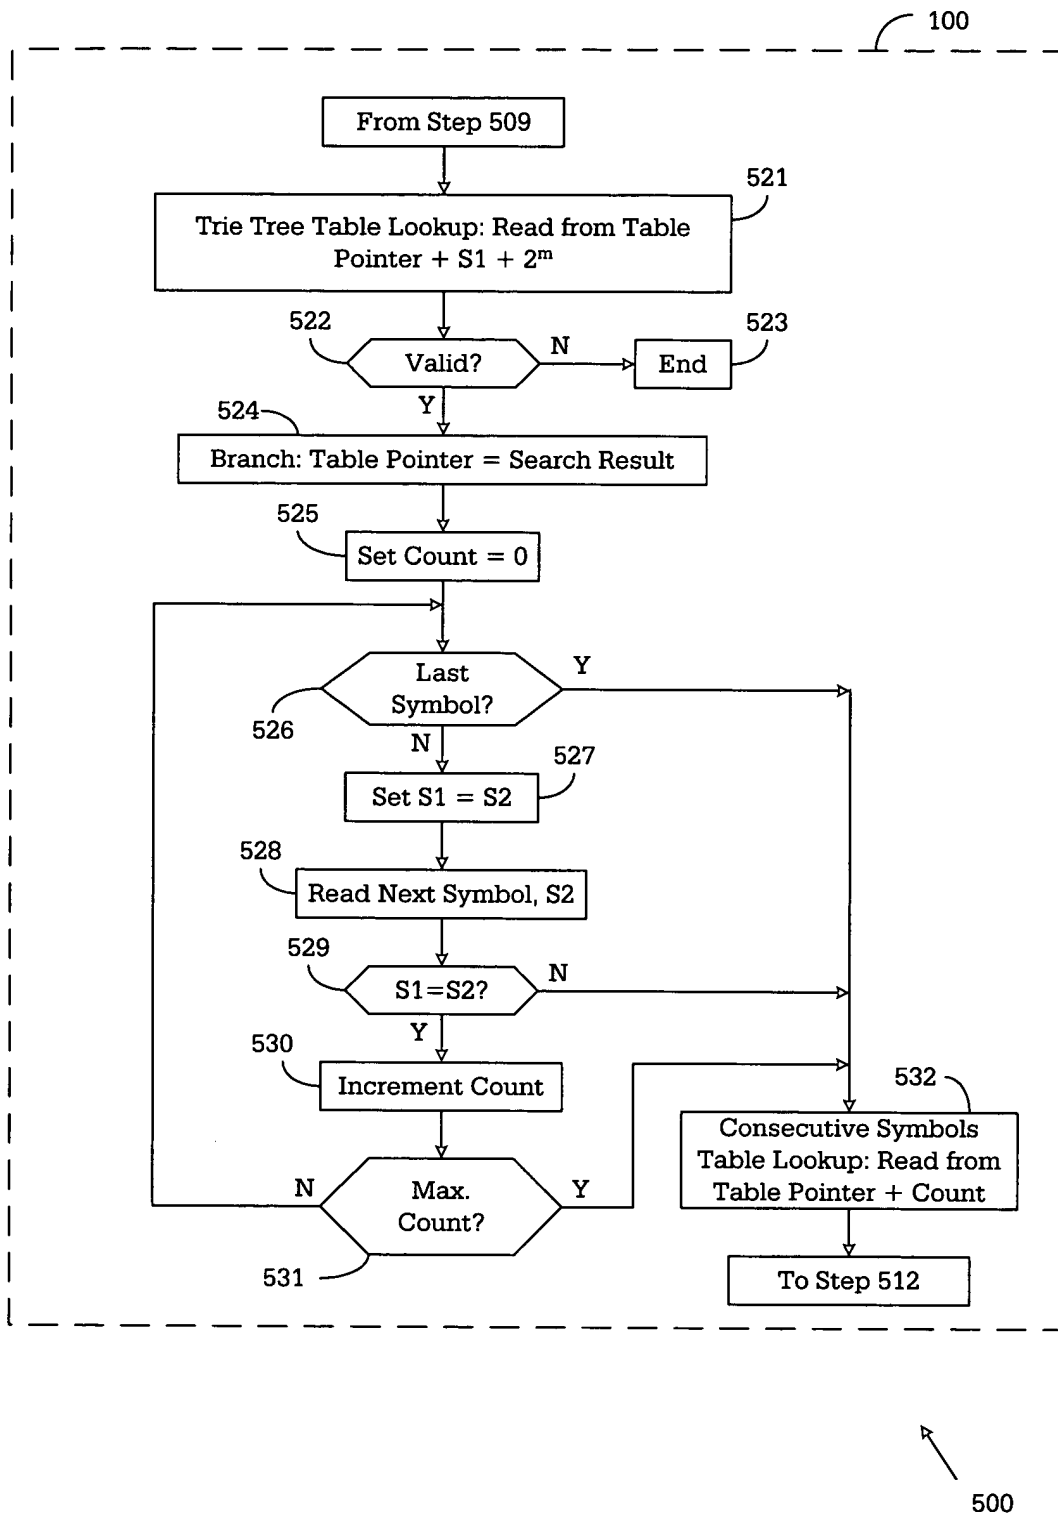 100
From Step 509
521
Trie Tree Table Lookup: Read from Table
Pointer + S1 + 2ᵐ
522
Valid?
N
523
End
Y
524
Branch: Table Pointer = Search Result
525
Set Count = 0
Last
Symbol?
Y
526
N
527
Set S1 = S2
528
Read Next Symbol, S2
529
S1=S2?
N
Y
530
Increment Count
532
Consecutive Symbols
Table Lookup: Read from
Table Pointer + Count
N
Max.
Count?
Y
531
To Step 512
500